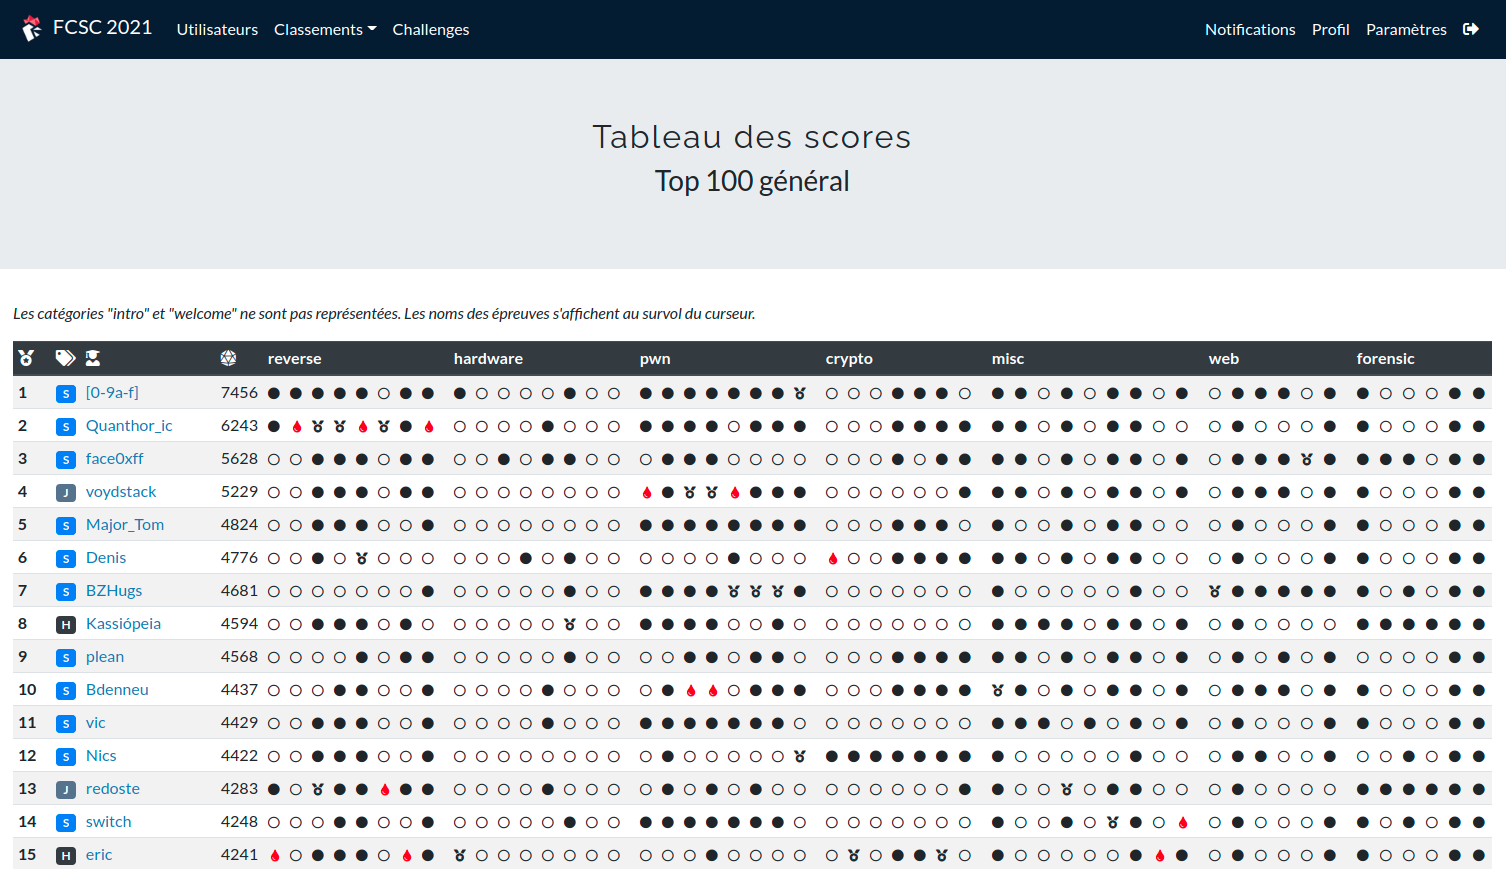 FCSC 2021 Utilisateurs Classements Challenges Notifications Profil Paramètres
Tableau des scores
Top 100 général
Les catégories "intro" et "welcome" ne sont pas représentées. Les noms des épreuves s'affichent au survol du curseur.
reverse hardware pwn crypto misc web forensic
1 S [0-9a-f] 7456
2 S Quanthor_ic 6243
3 S face0xff 5628
4 J voydstack 5229
5 S Major_Tom 4824
6 S Denis 4776
7 S BZHugs 4681
8 H Kassiópeia 4594
9 S plean 4568
10 S Bdenneu 4437
11 S vic 4429
12 S Nics 4422
13 J redoste 4283
14 S switch 4248
15 H eric 4241